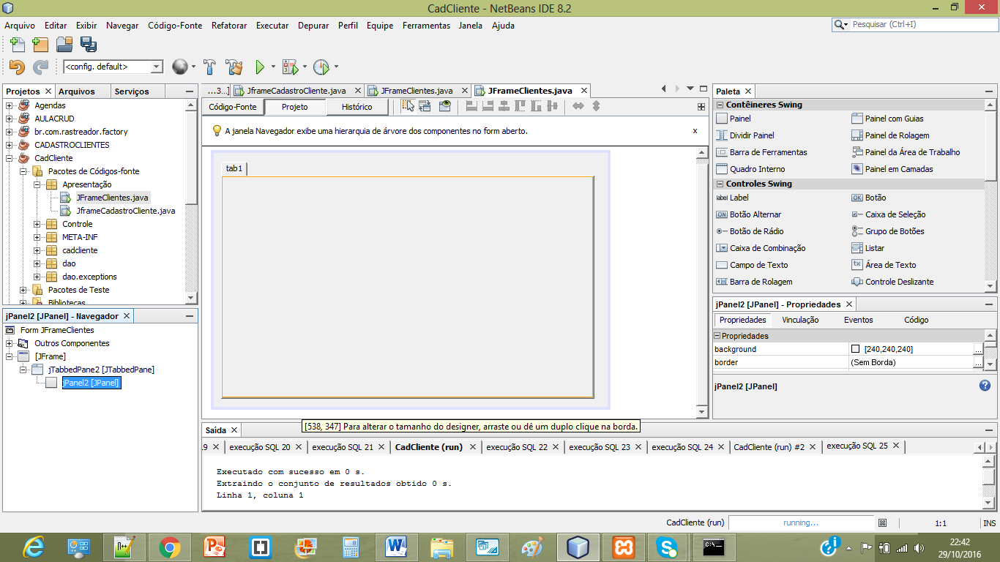 CadCliente - NetBeans IDE 8.2
Arquivo Editar Exibir Navegar Código-Fonte Refatorar Executar Depurar Perfil Equipe Ferramentas Janela Ajuda
Pesquisar (Ctrl+I)
<config. default>
Projetos Arquivos Serviços
Agendas
AULACRUD
br.com.rastreador.factory
CADASTROCLIENTES
CadCliente
Pacotes de Códigos-fonte
Apresentação
JFrameClientes.java
JframeCadastroCliente.java
Controle
META-INF
cadcliente
dao
dao.exceptions
Pacotes de Teste
Bibliotecas
jPanel2 [JPanel] - Navegador
Form JFrameClientes
Outros Componentes
[JFrame]
jTabbedPane2 [JTabbedPane]
jPanel2 [JPanel]
...3...] JframeCadastroCliente.java JFrameClientes.java JFrameClientes.java
Código-Fonte Projeto Histórico
A janela Navegador exibe uma hierarquia de árvore dos componentes no form aberto. x
tab1
[538, 347] Para alterar o tamanho do designer, arraste ou dê um duplo clique na borda.
Paleta
Contêineres Swing
Painel Painel com Guias
Dividir Painel Painel de Rolagem
Barra de Ferramentas Painel da Área de Trabalho
Quadro Interno Painel em Camadas
Controles Swing
label Label OK Botão
ON Botão Alternar Caixa de Seleção
Botão de Rádio Grupo de Botões
Caixa de Combinação Listar
Campo de Texto Área de Texto
Barra de Rolagem Controle Deslizante
jPanel2 [JPanel] - Propriedades
Propriedades Vinculação Eventos Código
Propriedades
background [240,240,240] ...
border (Sem Borda) ...
jPanel2 [JPanel]
Saída
.9 execução SQL 20 execução SQL 21 CadCliente (run) execução SQL 22 execução SQL 23 execução SQL 24 CadCliente (run) #2 execução SQL 25
Executado com sucesso em 0 s.
Extraindo o conjunto de resultados obtido 0 s.
Linha 1, coluna 1
CadCliente (run) running... 1:1 INS
22:42
29/10/2016